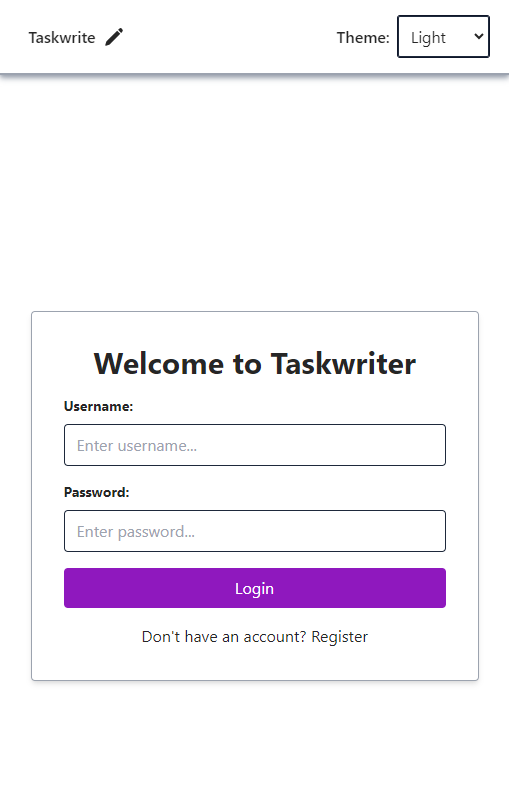 Taskwrite
Theme: Light
Welcome to Taskwriter
Username:
Enter username...
Password:
Enter password...
Login
Don't have an account? Register